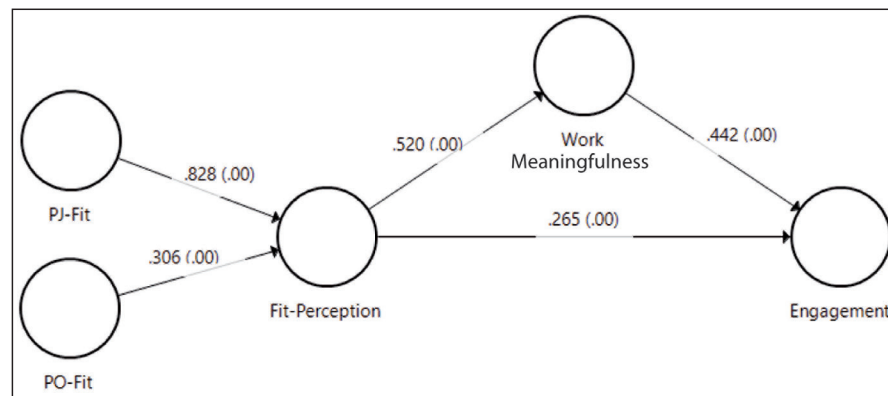 Work
Meaningfulness
.520 (.00)
.442 (.00)
.828 (.00)
PJ-Fit
.265 (.00)
.306 (.00)
Fit-Perception
Engagement
PO-Fit